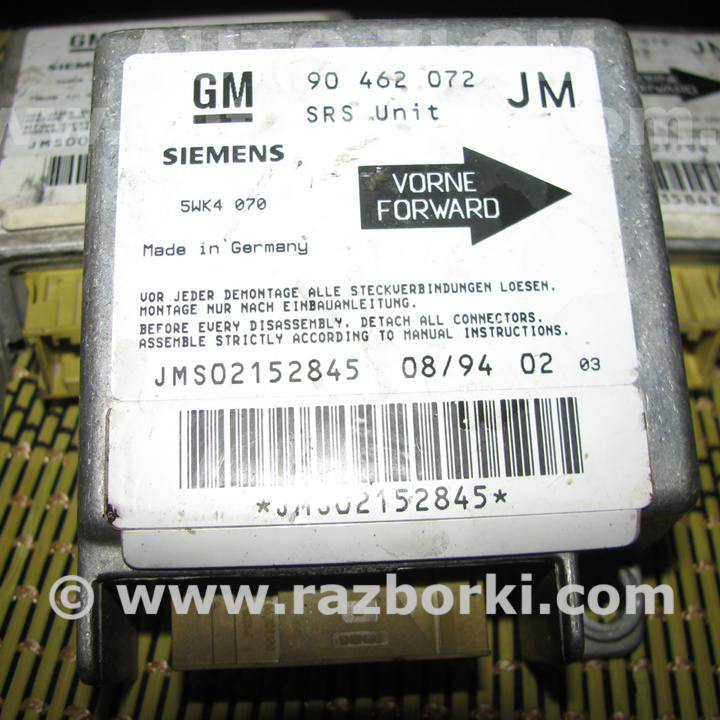 GM
90 462 072
JM
SRS Unit
SIEMENS
VORNE
FORWARD
5WK4 070
Made in Germany
VOR JEDER DEMONTAGE ALLE STECKVERBINDUNGEN LOESEN.
MONTAGE NUR NACH EINBAUANLEITUNG.
BEFORE EVERY DISASSEMBLY, DETACH ALL CONNECTORS.
ASSEMBLE STRICTLY ACCORDING TO MANUAL INSTRUCTIONS.
JMS02152845 08/94 02 03
*JMS02152845*
© www.razborki.com
GM
SIEMENS